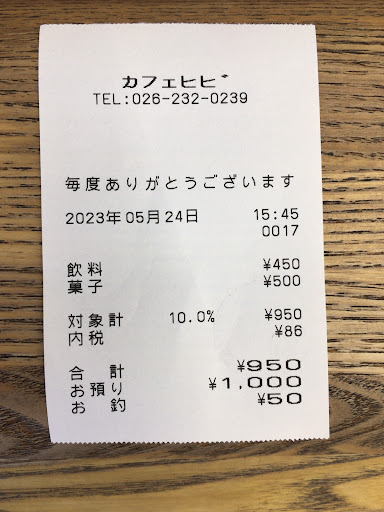 カフェヒヒ
TEL:026-232-0239
毎度ありがとうございます
2023年05月24日 15:45
0017
飲料 ¥450
菓子 ¥500
対象計 10.0% ¥950
内税 ¥86
合計 ¥950
お預り ¥1,000
お釣 ¥50